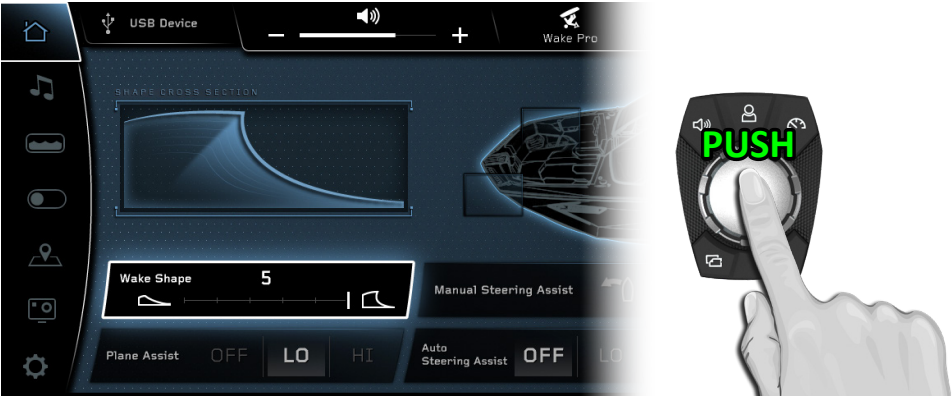 USB Device
Wake Pro
SHAPE CROSS SECTION
PUSH
Wake Shape
5
Manual Steering Assist
Plane Assist
OFF
LO
HI
Auto
Steering Assist
OFF
LO